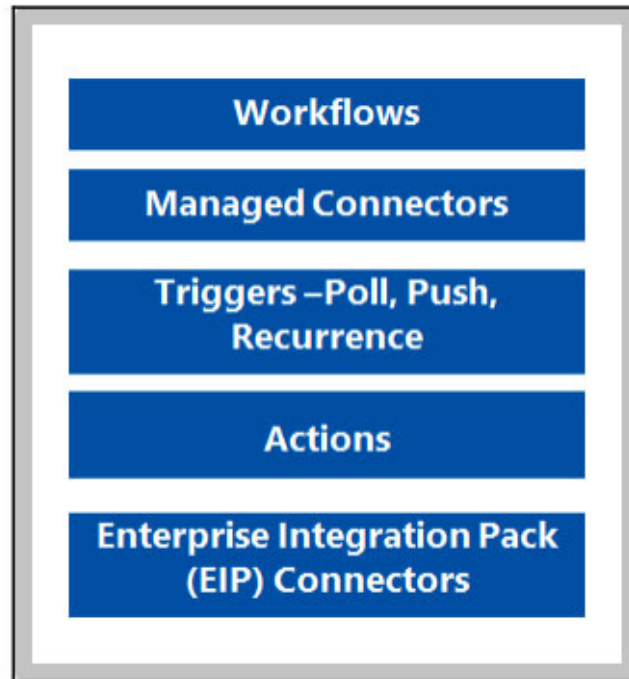 Workflows
Managed Connectors
Triggers –Poll, Push,
Recurrence
Actions
Enterprise Integration Pack
(EIP) Connectors